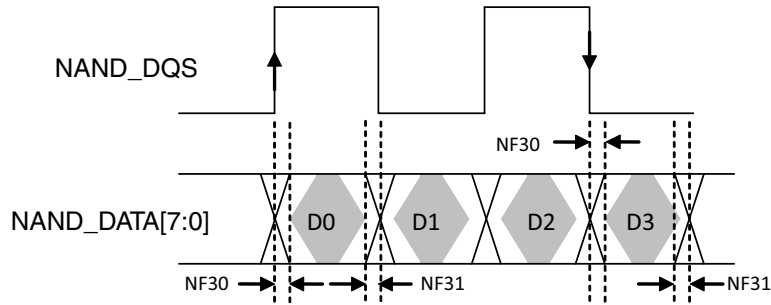 NAND_DQS
NF30
NAND_DATA[7:0]
D0
D1
D2
D3
NF30
NF31
NF31